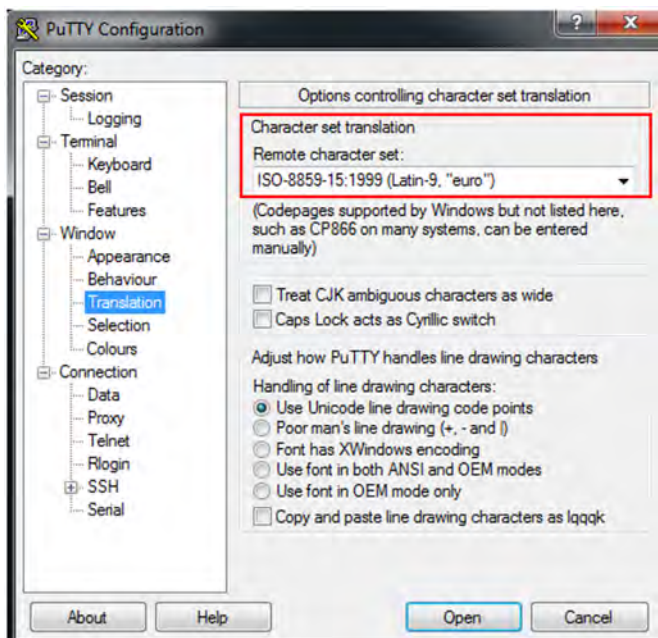 PuTTY Configuration
Category:
Session
Logging
Terminal
Keyboard
Bell
Features
Window
Appearance
Behaviour
Translation
Selection
Colours
Connection
Data
Proxy
Telnet
Rlogin
SSH
Serial
Options controlling character set translation
Character set translation
Remote character set:
ISO-8859-15:1999 (Latin-9, "euro")
(Codepages supported by Windows but not listed here,
such as CP866 on many systems, can be entered
manually)
Treat CJK ambiguous characters as wide
Caps Lock acts as Cyrillic switch
Adjust how PuTTY handles line drawing characters
Handling of line drawing characters:
Use Unicode line drawing code points
Poor man's line drawing (+, - and |)
Font has XWindows encoding
Use font in both ANSI and OEM modes
Use font in OEM mode only
Copy and paste line drawing characters as lqqqk
About
Help
Open
Cancel